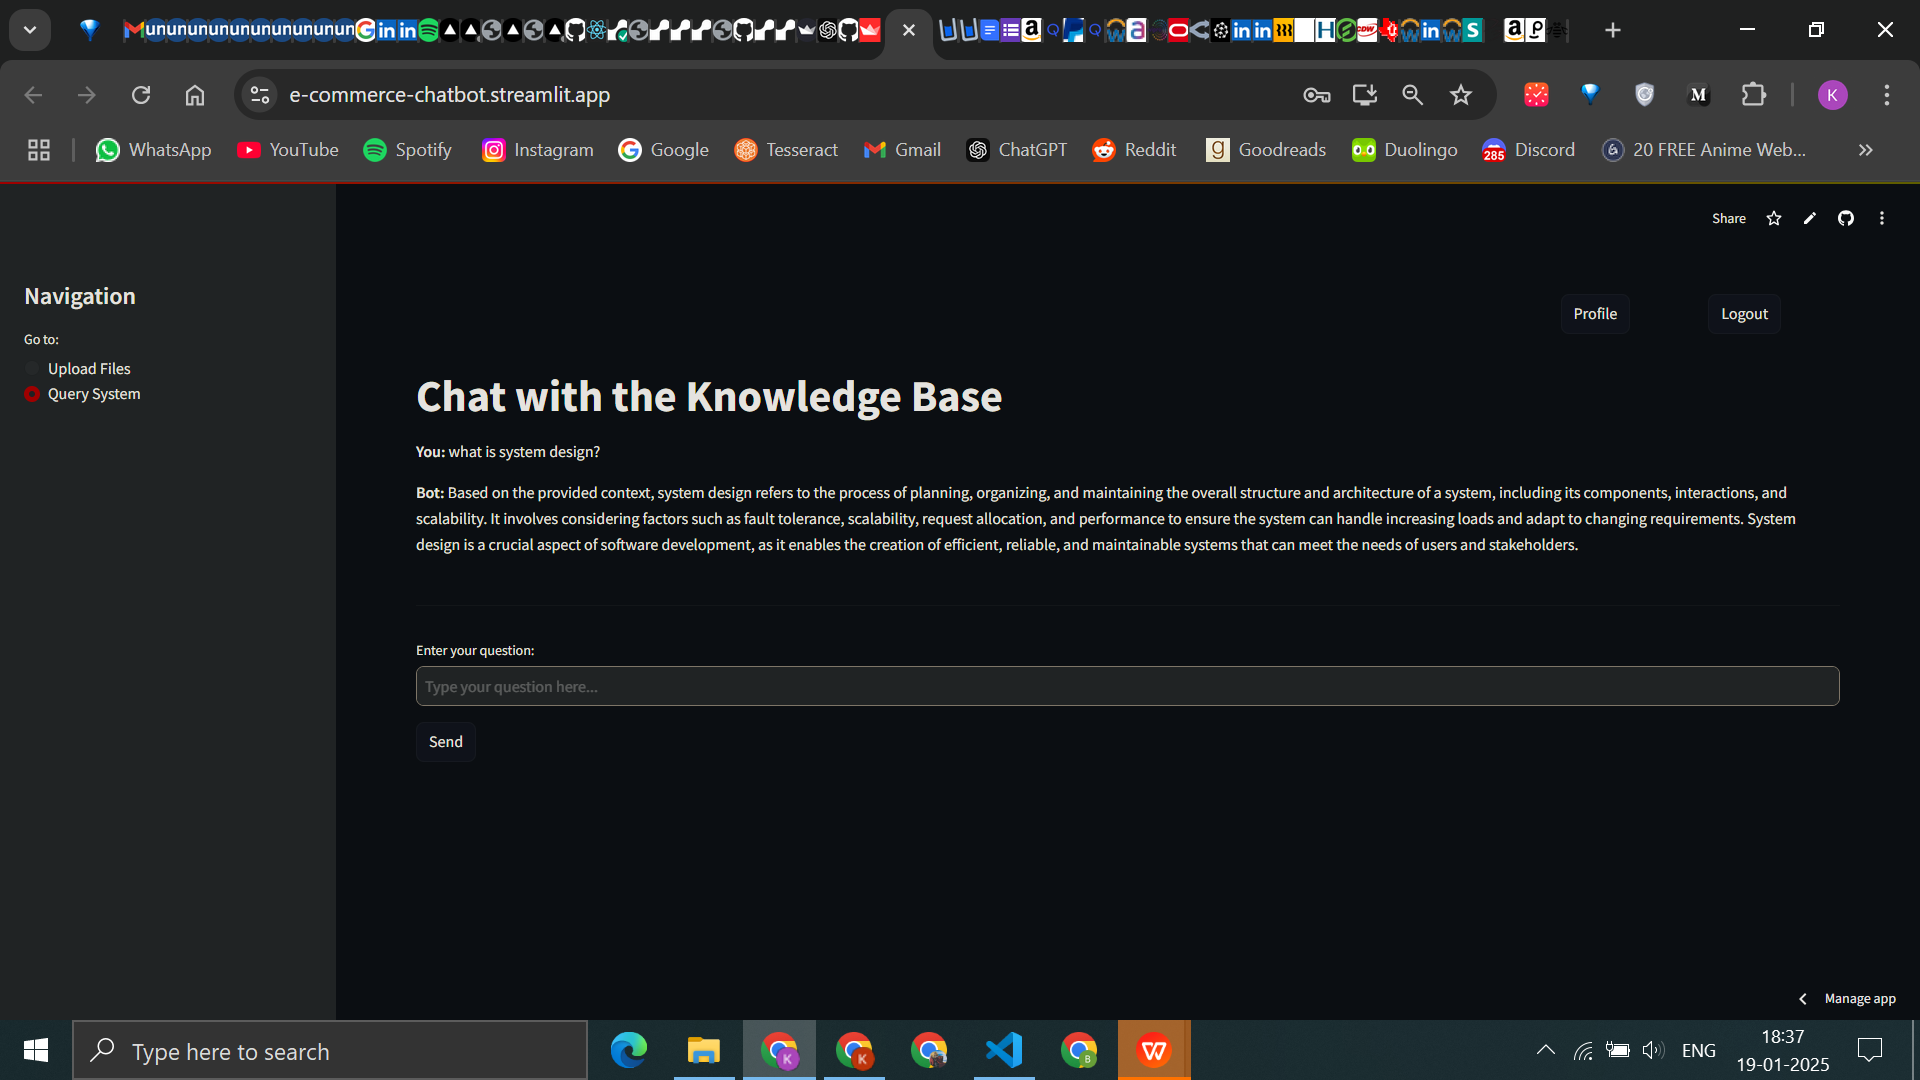 e-commerce-chatbot.streamlit.app
K
WhatsApp
YouTube
Spotify
Instagram
Google
Tesseract
Gmail
ChatGPT
Reddit
Goodreads
Duolingo
285
Discord
20 FREE Anime Web...
Share
Navigation
Go to:
Upload Files
Query System
Profile
Logout
Chat with the Knowledge Base
You: what is system design?
Bot: Based on the provided context, system design refers to the process of planning, organizing, and maintaining the overall structure and architecture of a system, including its components, interactions, and
scalability. It involves considering factors such as fault tolerance, scalability, request allocation, and performance to ensure the system can handle increasing loads and adapt to changing requirements. System
design is a crucial aspect of software development, as it enables the creation of efficient, reliable, and maintainable systems that can meet the needs of users and stakeholders.
Enter your question:
Type your question here...
Send
Manage app
Type here to search
ENG
18:37
19-01-2025